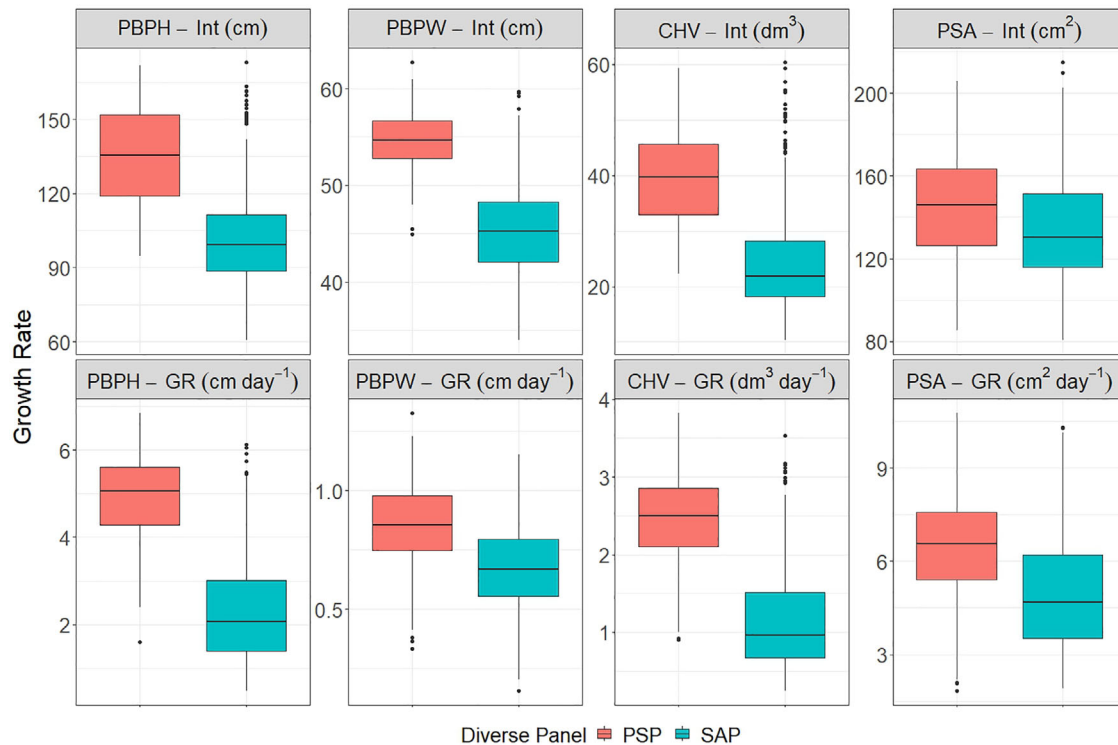 PBPH – Int (cm)
PBPW – Int (cm)
CHV – Int (dm³)
PSA – Int (cm²)
150
120
90
60
60
50
40
60
40
20
200
160
120
80
Growth Rate
PBPH – GR (cm day⁻¹)
PBPW – GR (cm day⁻¹)
CHV – GR (dm³ day⁻¹)
PSA – GR (cm² day⁻¹)
6
4
2
1.0
0.5
4
3
2
1
9
6
3
Diverse Panel PSP SAP